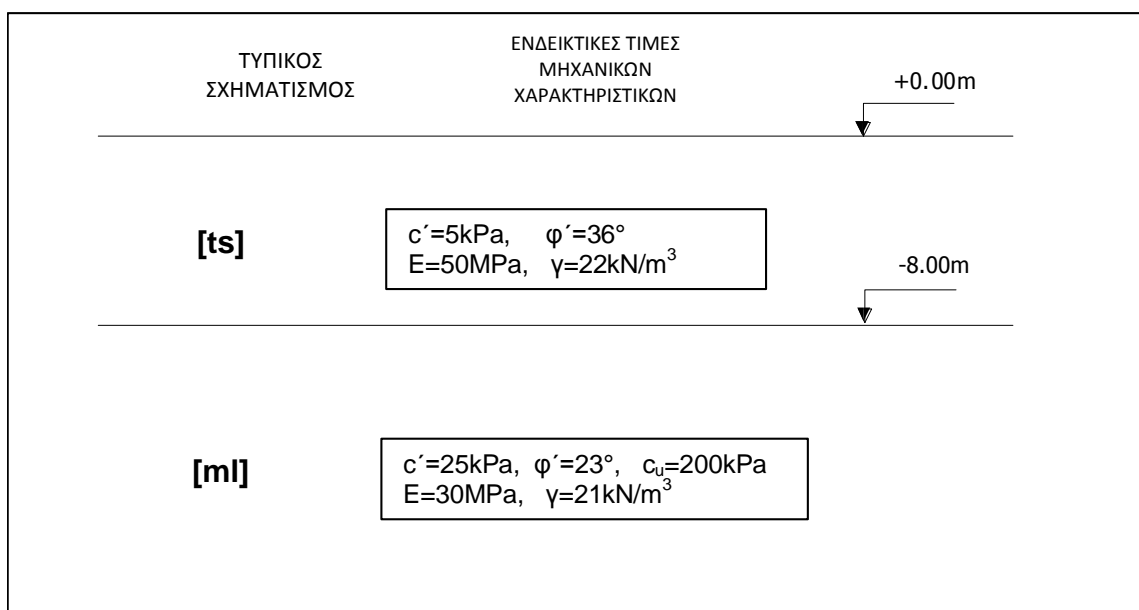 ΤΥΠΙΚΟΣ
ΣΧΗΜΑΤΙΣΜΟΣ
ΕΝΔΕΙΚΤΙΚΕΣ ΤΙΜΕΣ
ΜΗΧΑΝΙΚΩΝ
ΧΑΡΑΚΤΗΡΙΣΤΙΚΩΝ
+0.00m
[ts]
c´=5kPa, φ´=36°
E=50MPa, γ=22kN/m³
-8.00m
[ml]
c´=25kPa, φ´=23°, cᵤ=200kPa
E=30MPa, γ=21kN/m³